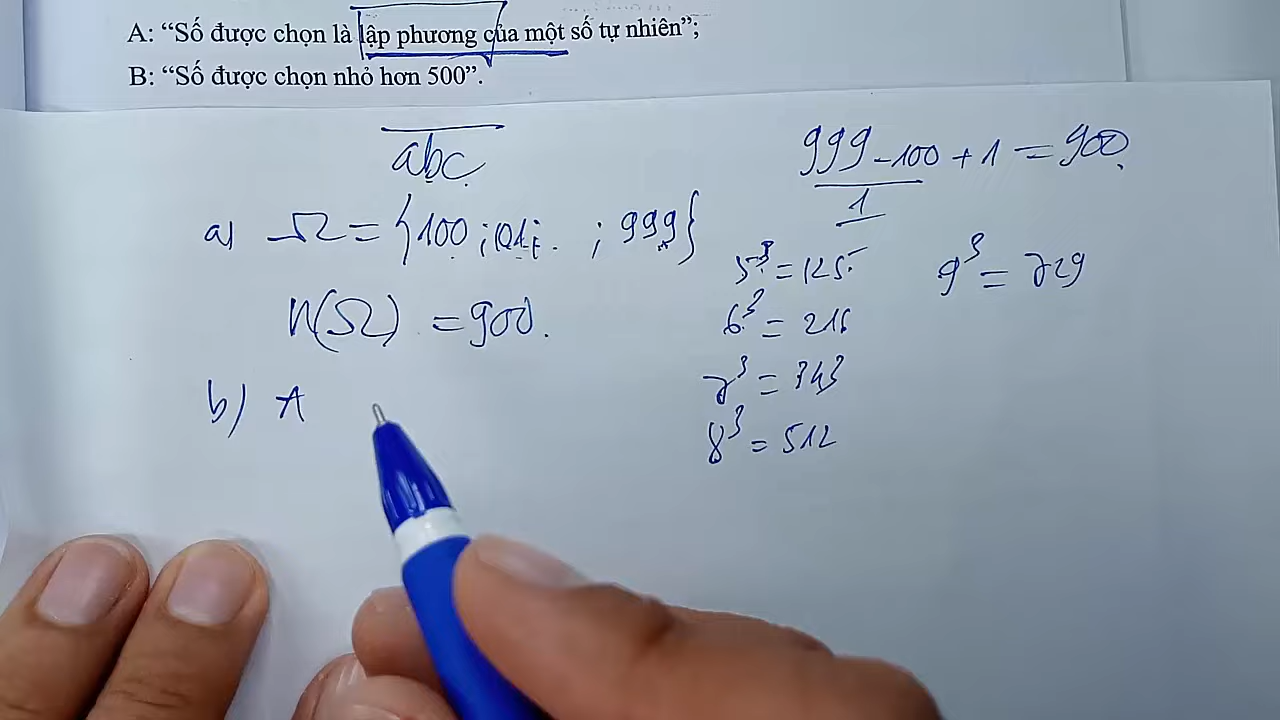 A: “Số được chọn là lập phương của một số tự nhiên”;
B: “Số được chọn nhỏ hơn 500”.
abc
999 - 100 + 1 = 900
1
a) Ω = {100 ; 101 ; . ; 999}
n(Ω) = 900.
b) A
5³ = 125
6³ = 216
7³ = 343
8³ = 512
9³ = 729